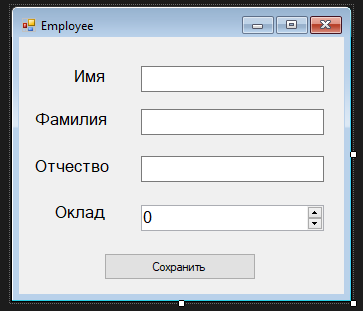 Employee
Имя
Фамилия
Отчество
Оклад 0
Сохранить